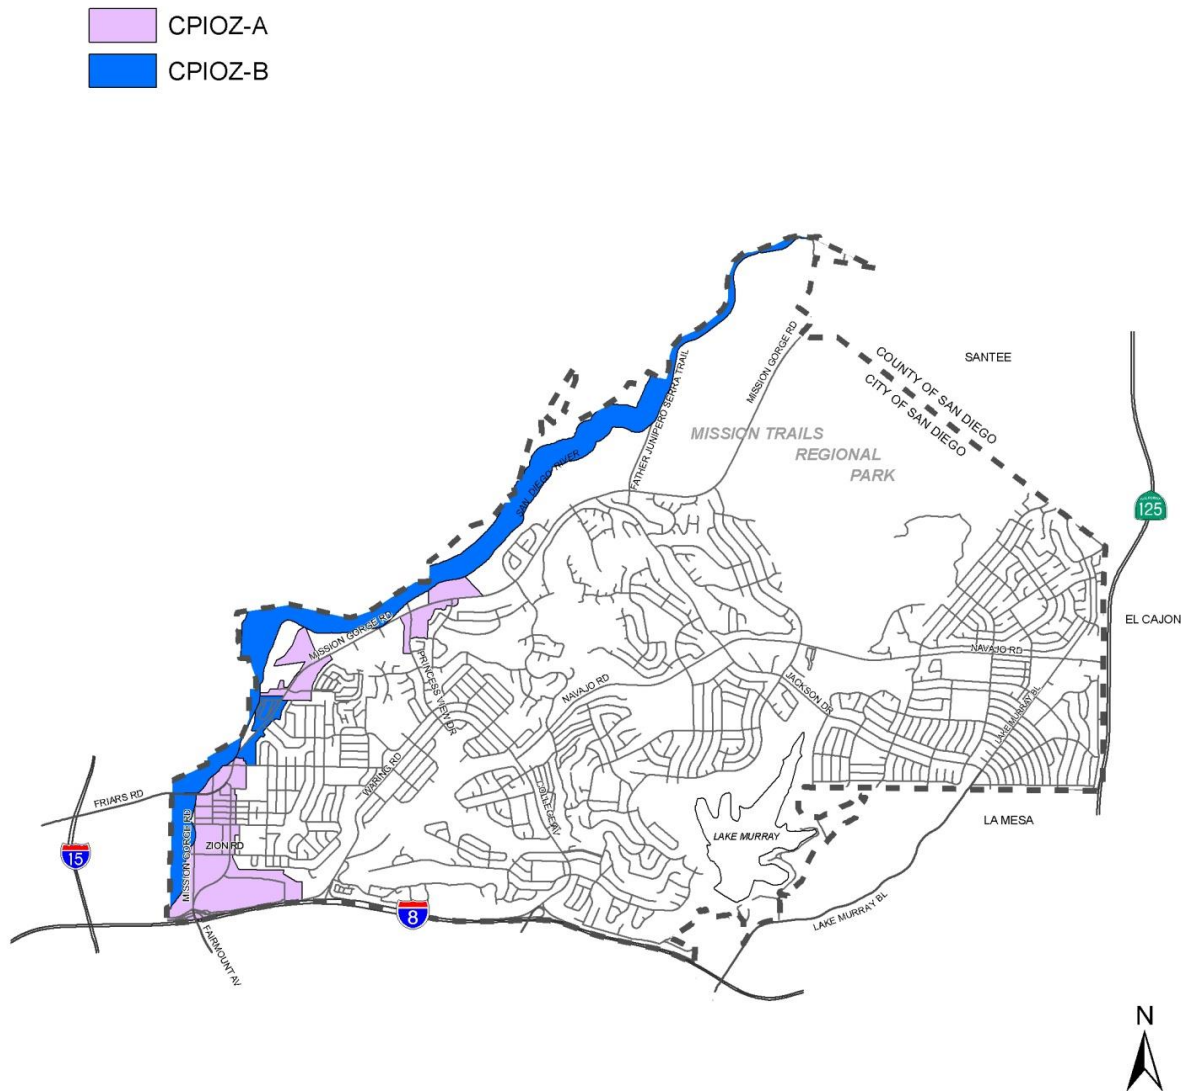 CPIOZ-A
CPIOZ-B
SANTEE
COUNTY OF SAN DIEGO
CITY OF SAN DIEGO
MISSION GORGE RD
FATHER JUNIPERO SERRA TRAIL
MISSION TRAILS
REGIONAL
PARK
SAN DIEGO RIVER
125
EL CAJON
MISSION GORGE RD
NAVAJO RD
PRINCESS VIEW DR
NAVAJO RD
JACKSON DR
LAKE MURRAY BL
WARING RD
FRIARS RD
COLLEGE AV
LA MESA
LAKE MURRAY
MISSION GORGE RD
ZION RD
15
8
LAKE MURRAY BL
FAIRMOUNT AV
N